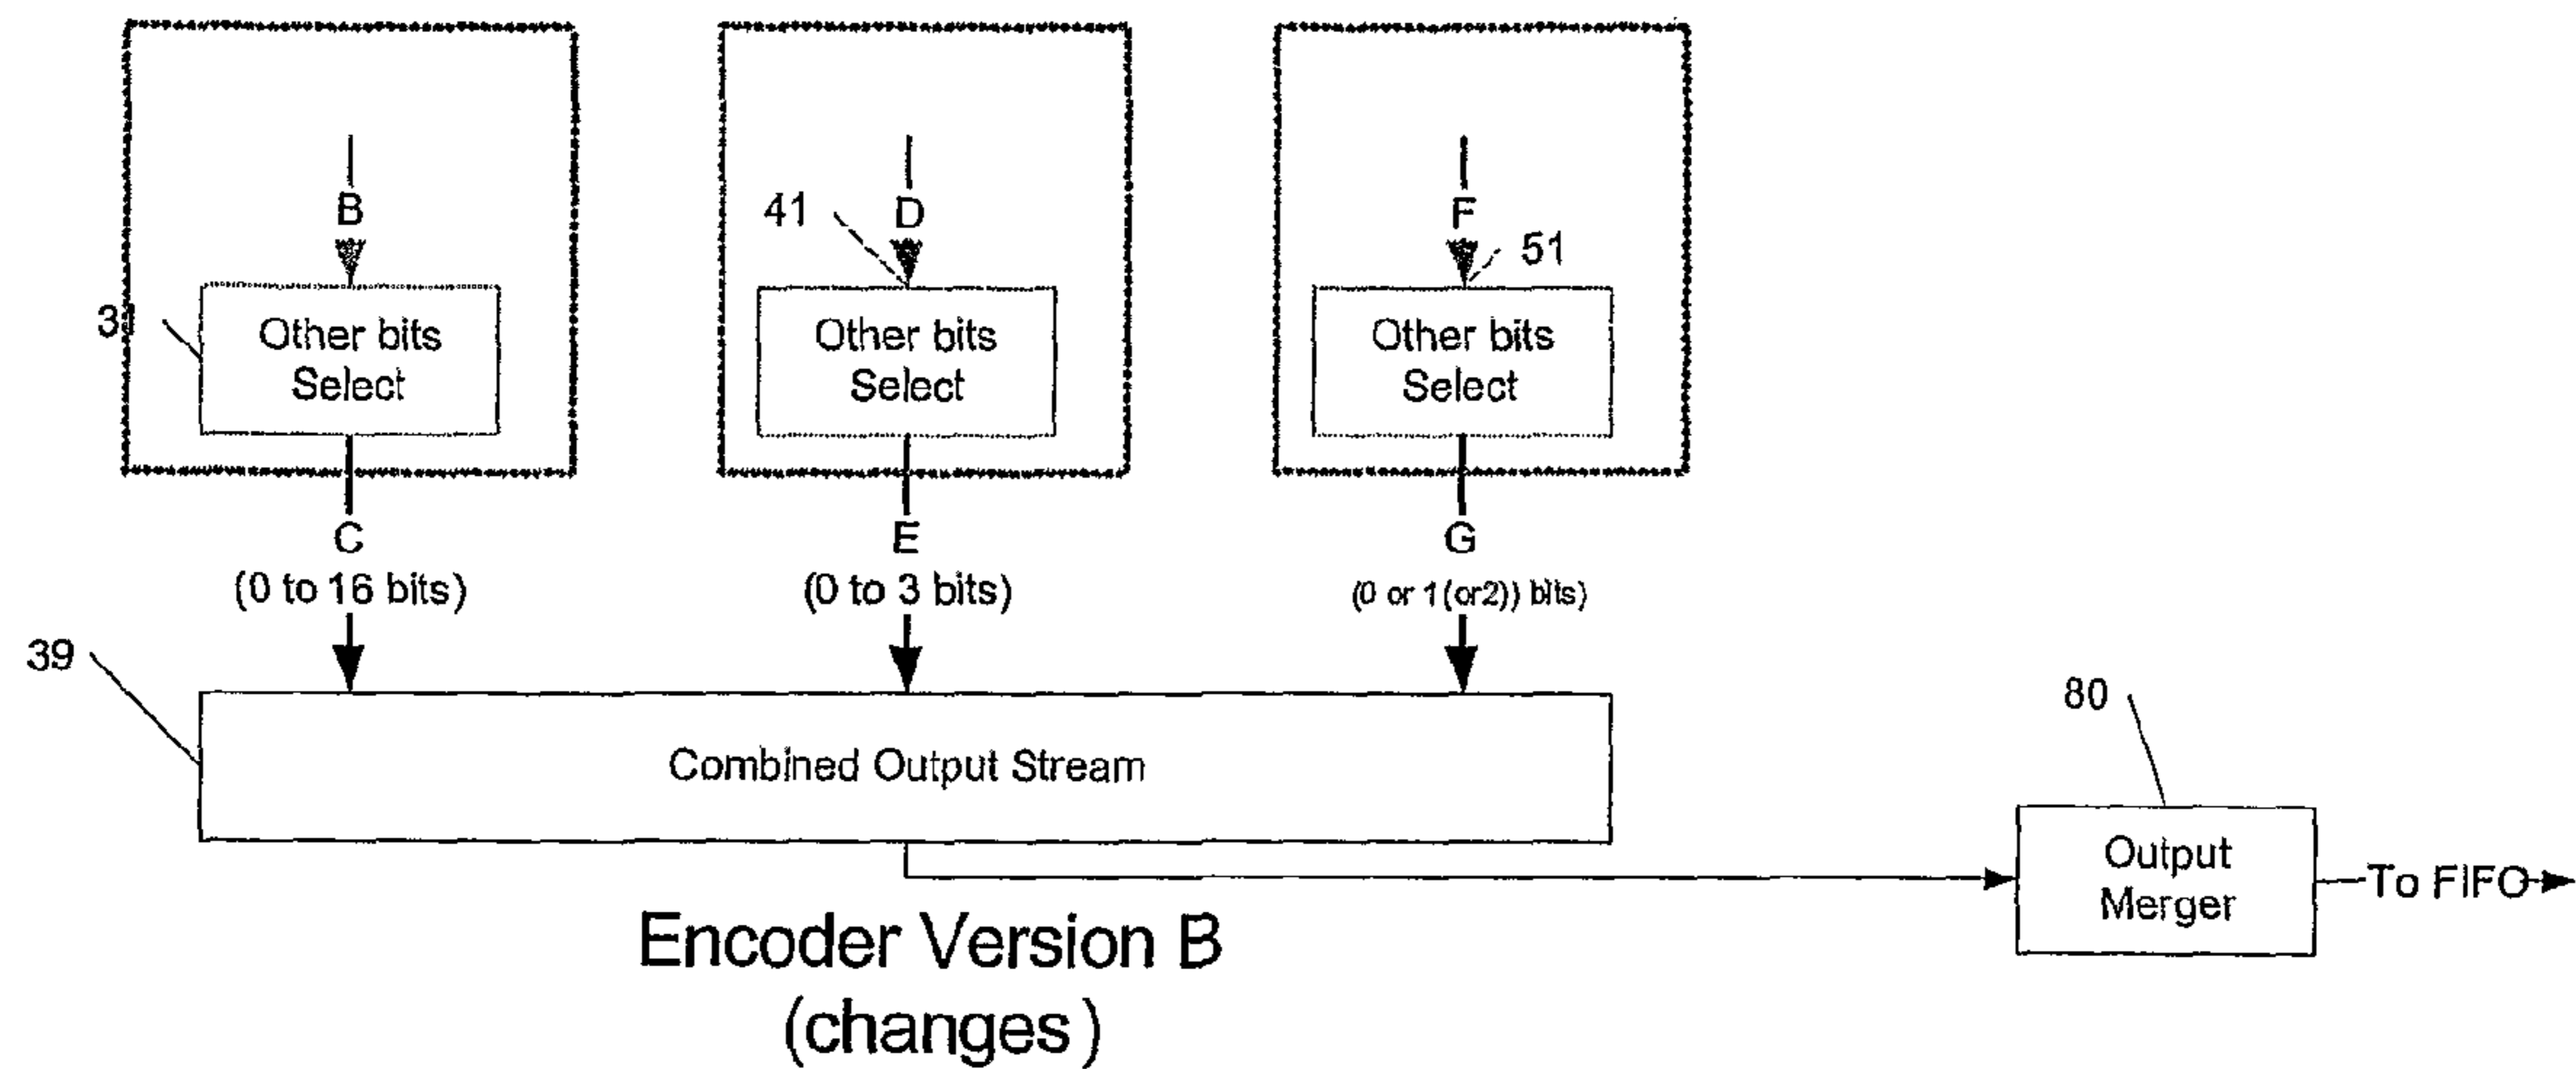 B
41
D
F
51
31
Other bits
Select
Other bits
Select
Other bits
Select
C
(0 to 16 bits)
E
(0 to 3 bits)
G
(0 or 1(or2)) bits)
39
80
Combined Output Stream
Output
Merger
To FIFO
Encoder Version B
(changes)